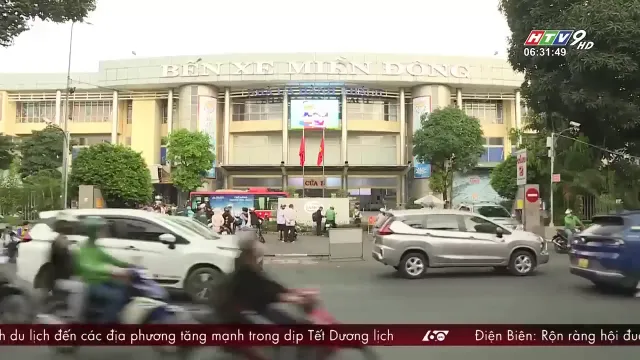 HTV9 HD
06:31:49
BẾN XE MIỀN ĐÔNG
CỬA 1
h du lịch đến các địa phương tăng mạnh trong dịp Tết Dương lịch 60 Điện Biên: Rộn ràng hội đu